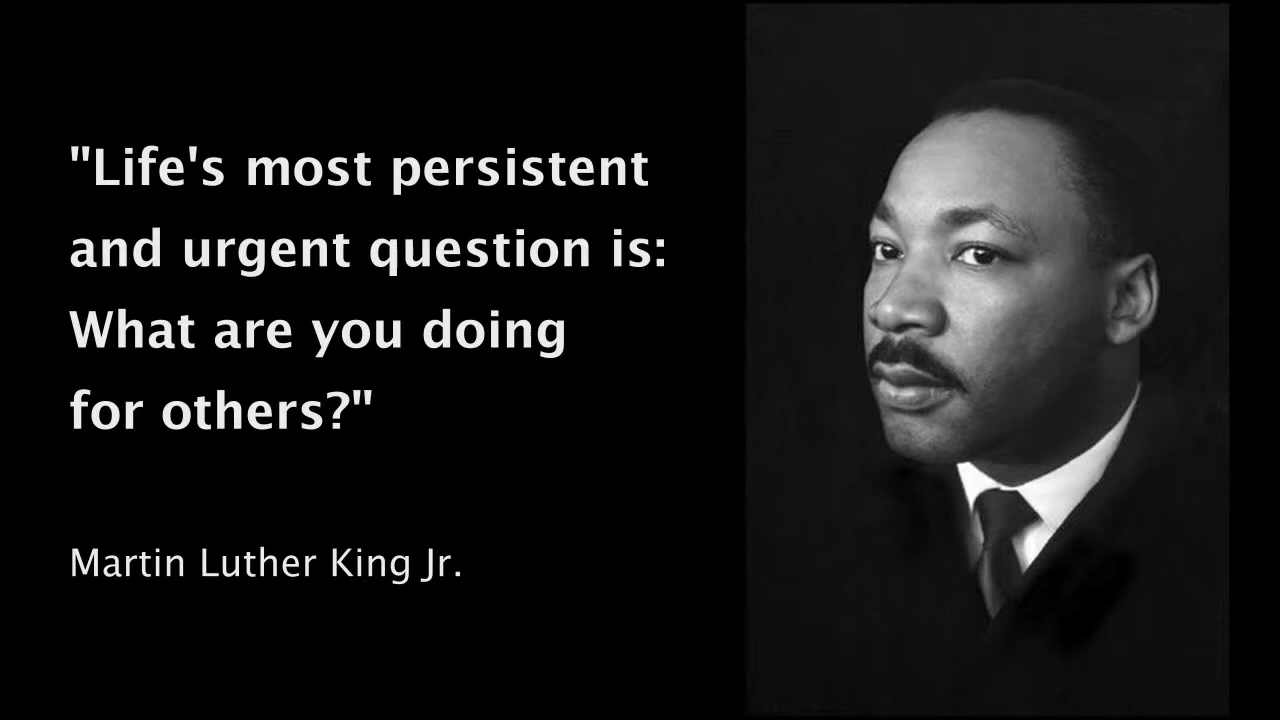 "Life's most persistent
and urgent question is:
What are you doing
for others?"
Martin Luther King Jr.